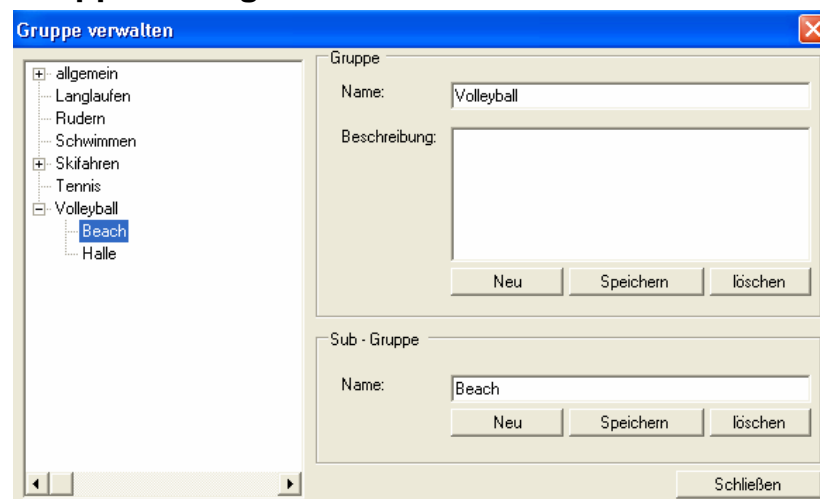 Gruppe verwalten
allgemein
Langlaufen
Rudern
Schwimmen
Skifahren
Tennis
Volleyball
Beach
Halle
Gruppe
Name: Volleyball
Beschreibung:
Neu Speichern löschen
Sub - Gruppe
Name: Beach
Neu Speichern löschen
Schließen